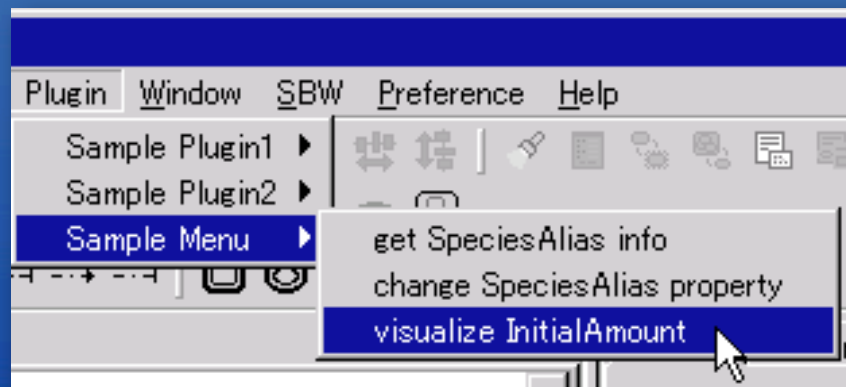 Plugin Window SBW Preference Help
Sample Plugin1
Sample Plugin2
Sample Menu
get SpeciesAlias info
change SpeciesAlias property
visualize InitialAmount